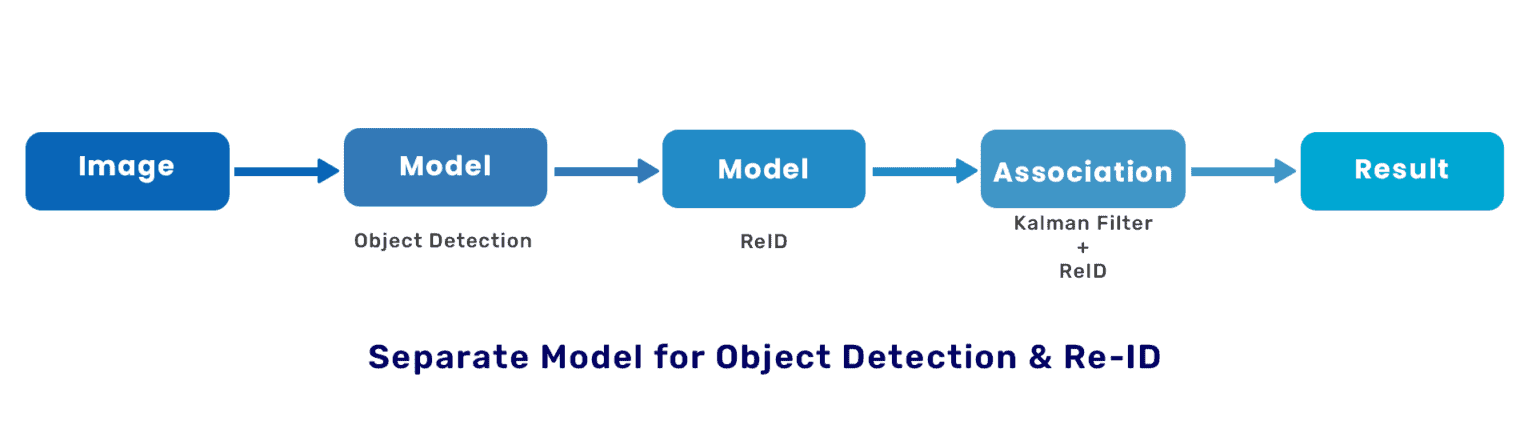 Image
Model
Model
Association
Result
Object Detection
ReID
Kalman Filter
+
ReID
Separate Model for Object Detection & Re-ID